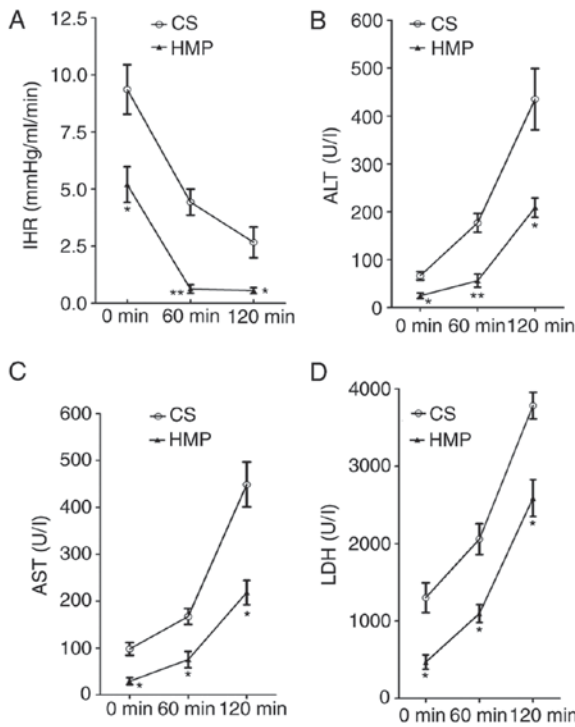 A
CS
HMP
12.5
10.0
7.5
5.0
2.5
0.0
IHR (mmHg/ml/min)
*
**
*
0 min 60 min 120 min
B
CS
HMP
600
500
400
300
200
100
0
ALT (U/l)
*
**
*
0 min 60 min 120 min
C
CS
HMP
600
500
400
300
200
100
0
AST (U/l)
*
*
*
0 min 60 min 120 min
D
CS
HMP
4000
3000
2000
1000
0
LDH (U/l)
*
*
*
0 min 60 min 120 min